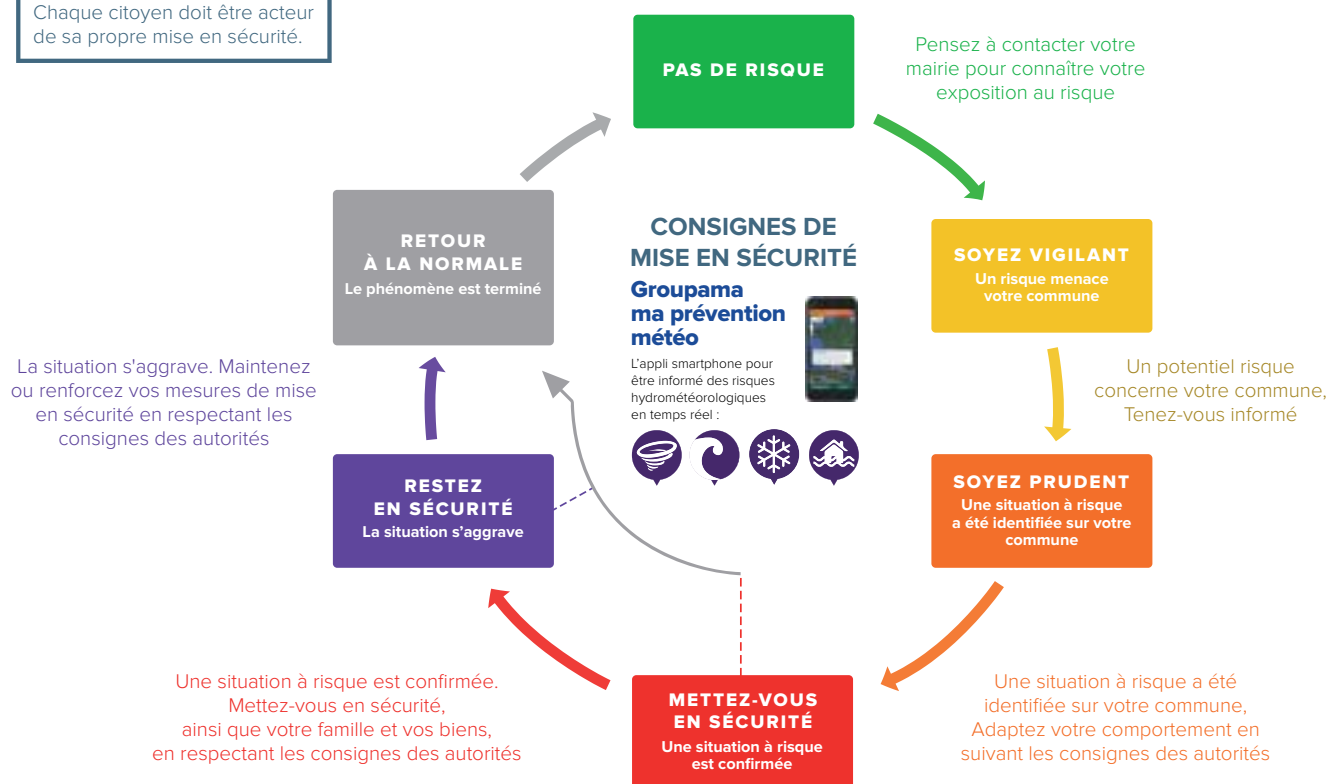 Chaque citoyen doit être acteur
de sa propre mise en sécurité.
PAS DE RISQUE
Pensez à contacter votre
mairie pour connaître votre
exposition au risque
SOYEZ VIGILANT
Un risque menace
votre commune
Un potentiel risque
concerne votre commune,
Tenez-vous informé
SOYEZ PRUDENT
Une situation à risque
a été identifiée sur votre
commune
Une situation à risque a été
identifiée sur votre commune,
Adaptez votre comportement en
suivant les consignes des autorités
METTEZ-VOUS
EN SÉCURITÉ
Une situation à risque
est confirmée
Une situation à risque est confirmée.
Mettez-vous en sécurité,
ainsi que votre famille et vos biens,
en respectant les consignes des autorités
RESTEZ
EN SÉCURITÉ
La situation s'aggrave
La situation s'aggrave. Maintenez
ou renforcez vos mesures de mise
en sécurité en respectant les
consignes des autorités
RETOUR
À LA NORMALE
Le phénomène est terminé
CONSIGNES DE
MISE EN SÉCURITÉ
Groupama
ma prévention
météo
L'appli smartphone pour
être informé des risques
hydrométéorologiques
en temps réel :